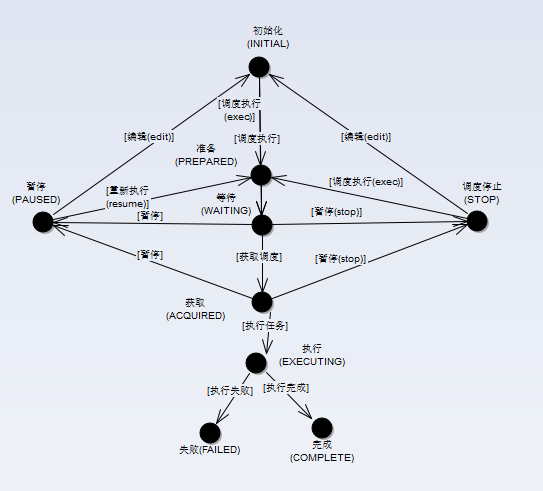 初始化
(INITIAL)
[调度执行
(exec)]
[编辑(edit)]
[调度执行]
[编辑(edit)]
准备
(PREPARED)
暂停
(PAUSED)
[重新执行
(resume)]
等待
(WAITING)
[调度执行(exec)]
调度停止
(STOP)
[暂停]
[暂停(stop)]
[暂停]
[获取调度]
[暂停(stop)]
获取
(ACQUIRED)
[执行任务]
执行
(EXECUTING)
[执行失败]
[执行完成]
失败(FAILED)
完成
(COMPLETE)